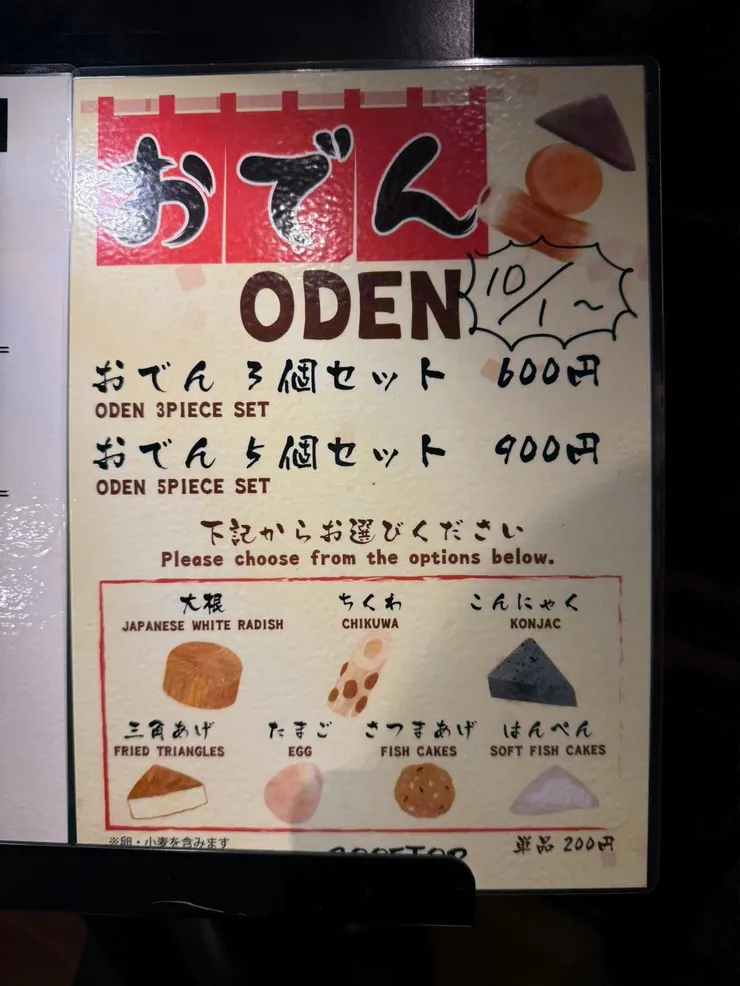 おでん
ODEN
10/1~
おでん 3個セット 600円
ODEN 3PIECE SET
おでん 5個セット 900円
ODEN 5PIECE SET
下記からお選びください
Please choose from the options below.
大根 ちくわ こんにゃく
JAPANESE WHITE RADISH CHIKUWA KONJAC
三角あげ たまご さつまあげ はんぺん
FRIED TRIANGLES EGG FISH CAKES SOFT FISH CAKES
※卵・小麦を含みます
ROOFTOP
単品 200円